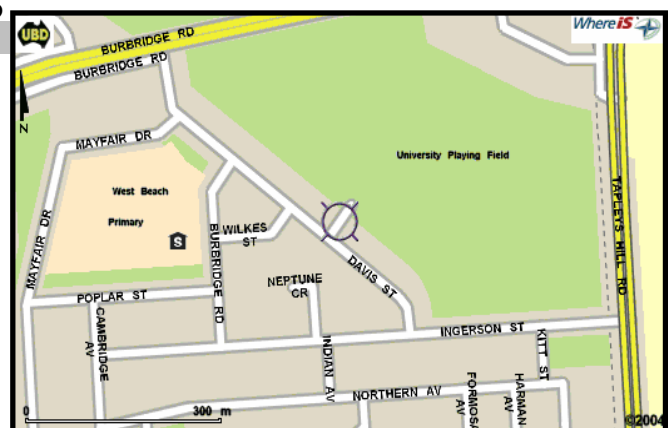 UBD
Where iS
BURBRIDGE RD
BURBRIDGE RD
N
MAYFAIR DR
University Playing Field
West Beach
Primary
S
MAYFAIR DR
WILKES
ST
BURBRIDGE RD
DAVIS ST
TAPLEYS HILL RD
NEPTUNE
CR
POPLAR ST
CAMBRIDGE
AV
INGERSON ST
INDIAN AV
KITT ST
NORTHERN AV
FORMOSA
AV
HARMAN
AV
0
300 m
©2004